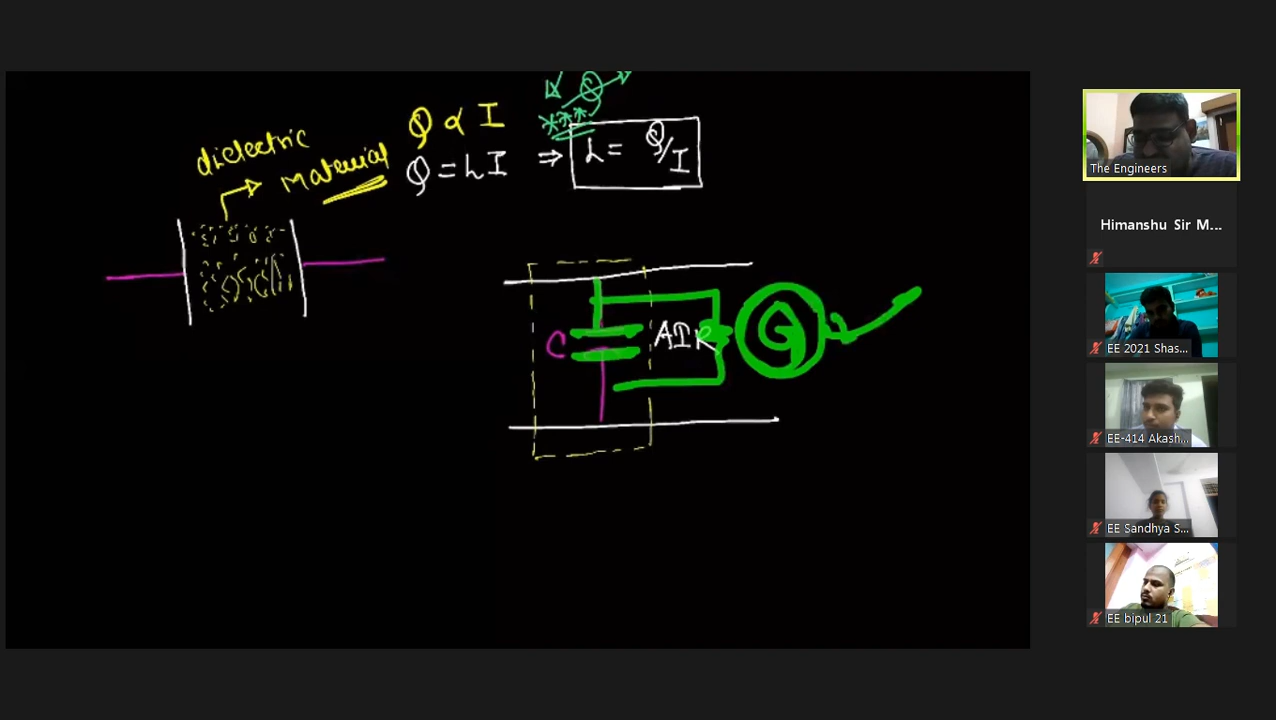 dielectric
material
Q ∝ I
Q = LI ⇒ L = Q/I
C
AIR
G
The Engineers
Himanshu Sir M...
EE 2021 Shas...
EE-414 Akash...
EE Sandhya S...
EE bipul 21